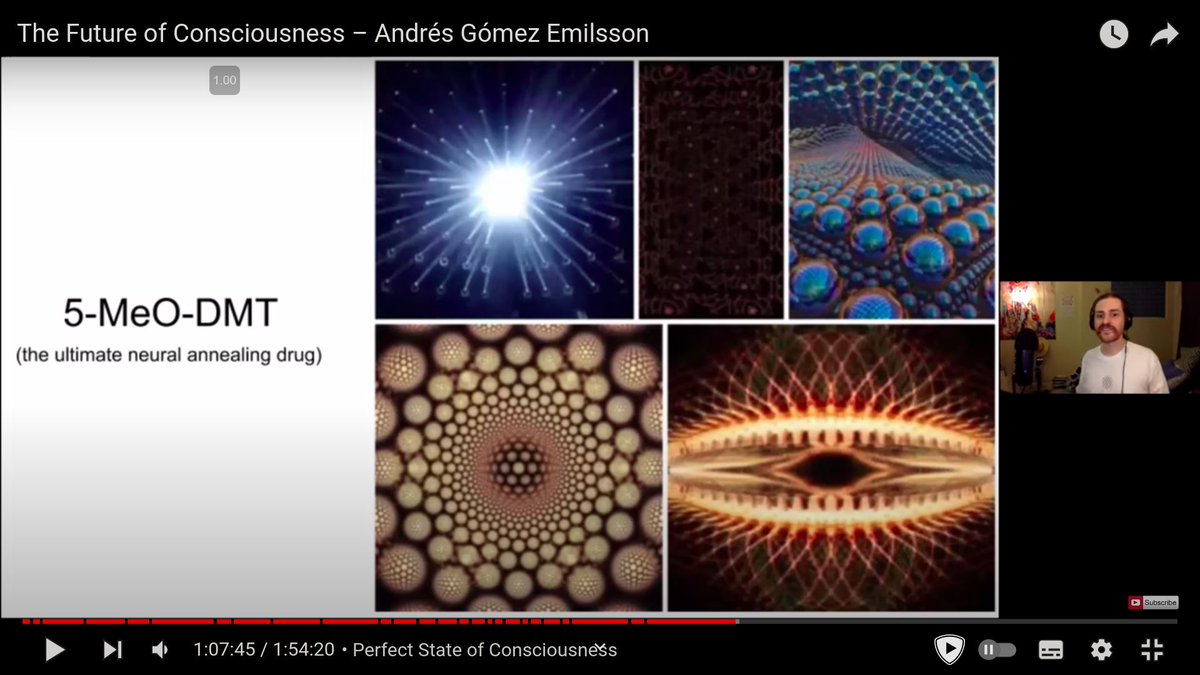 The Future of Consciousness – Andrés Gómez Emilsson
1.00
5-MeO-DMT
(the ultimate neural annealing drug)
Subscribe
1:07:45 / 1:54:20 • Perfect State of Consciousness